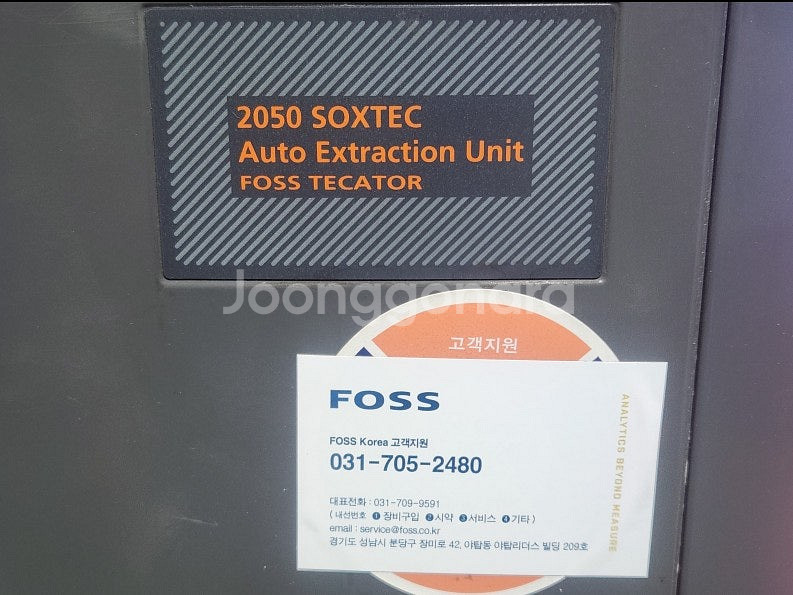 2050 SOXTEC
Auto Extraction Unit
FOSS TECATOR
Joonggonara
고객지원
FOSS
ANALYTICS BEYOND MEASURE
FOSS Korea 고객지원
031-705-2480
대표전화 : 031-709-9591
( 내선번호 ❶ 장비구입 ❷ 시약 ❸ 서비스 ❹ 기타 )
email : service@foss.co.kr
경기도 성남시 분당구 장미로 42, 야탑동 야탑리더스 빌딩 209호